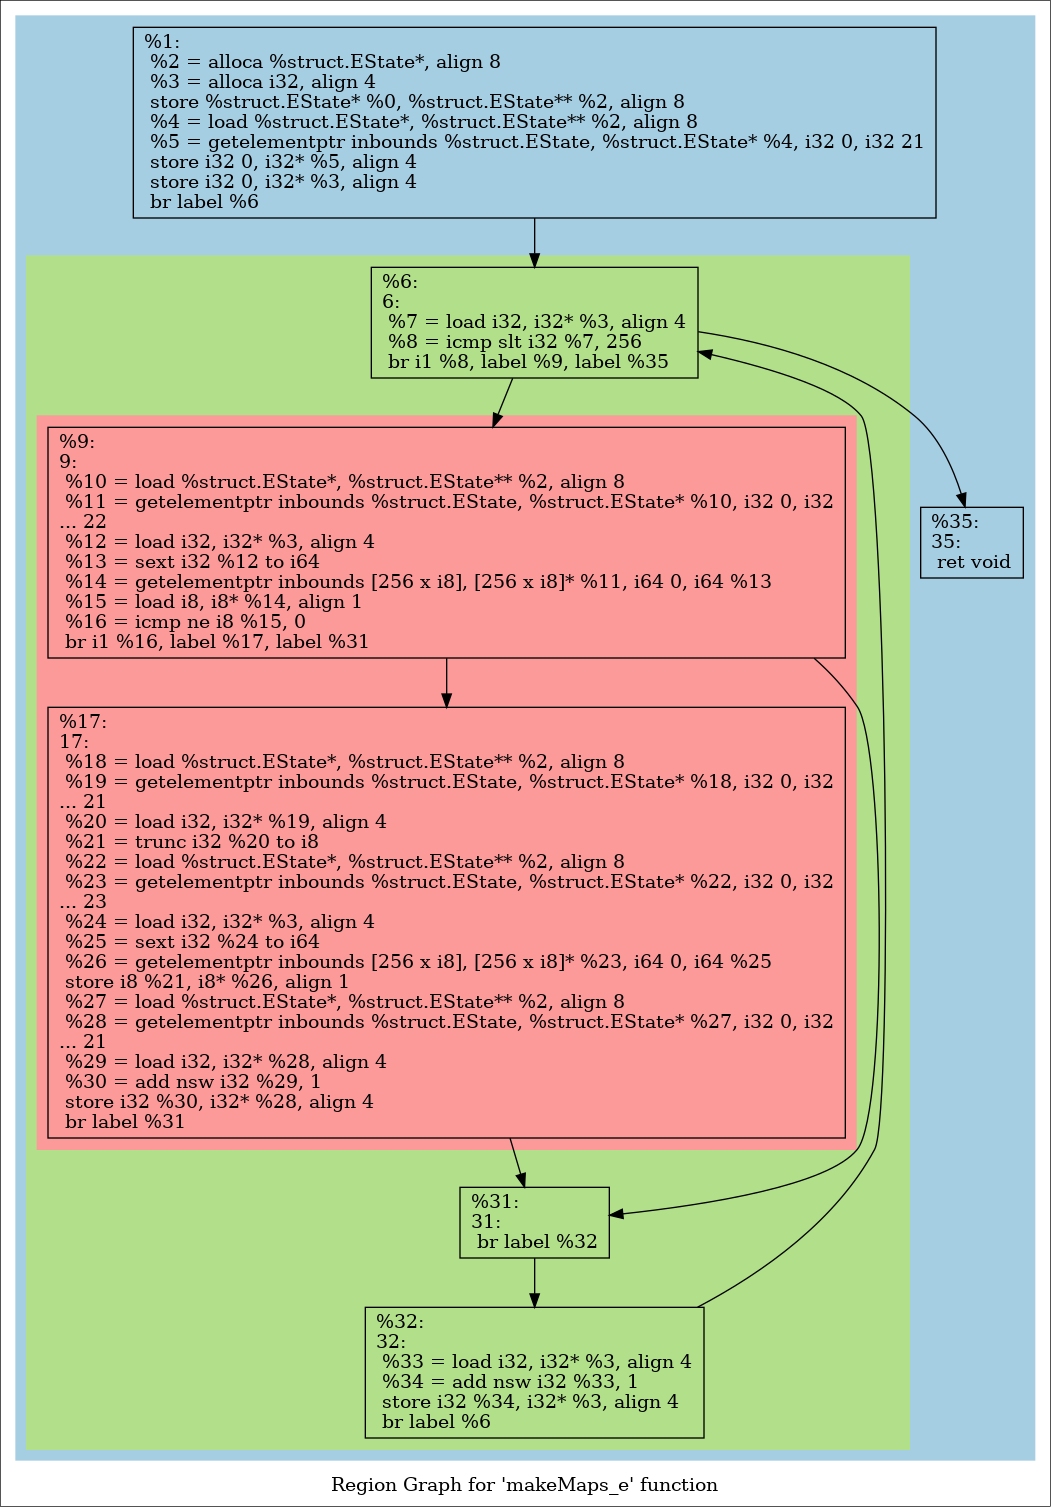 %1:
%2 = alloca %struct.EState*, align 8
%3 = alloca i32, align 4
store %struct.EState* %0, %struct.EState** %2, align 8
%4 = load %struct.EState*, %struct.EState** %2, align 8
%5 = getelementptr inbounds %struct.EState, %struct.EState* %4, i32 0, i32 21
store i32 0, i32* %5, align 4
store i32 0, i32* %3, align 4
br label %6
%6:
6:
%7 = load i32, i32* %3, align 4
%8 = icmp slt i32 %7, 256
br i1 %8, label %9, label %35
%9:
9:
%10 = load %struct.EState*, %struct.EState** %2, align 8
%11 = getelementptr inbounds %struct.EState, %struct.EState* %10, i32 0, i32
... 22
%12 = load i32, i32* %3, align 4
%13 = sext i32 %12 to i64
%14 = getelementptr inbounds [256 x i8], [256 x i8]* %11, i64 0, i64 %13
%15 = load i8, i8* %14, align 1
%16 = icmp ne i8 %15, 0
br i1 %16, label %17, label %31
%35:
35:
ret void
%17:
17:
%18 = load %struct.EState*, %struct.EState** %2, align 8
%19 = getelementptr inbounds %struct.EState, %struct.EState* %18, i32 0, i32
... 21
%20 = load i32, i32* %19, align 4
%21 = trunc i32 %20 to i8
%22 = load %struct.EState*, %struct.EState** %2, align 8
%23 = getelementptr inbounds %struct.EState, %struct.EState* %22, i32 0, i32
... 23
%24 = load i32, i32* %3, align 4
%25 = sext i32 %24 to i64
%26 = getelementptr inbounds [256 x i8], [256 x i8]* %23, i64 0, i64 %25
store i8 %21, i8* %26, align 1
%27 = load %struct.EState*, %struct.EState** %2, align 8
%28 = getelementptr inbounds %struct.EState, %struct.EState* %27, i32 0, i32
... 21
%29 = load i32, i32* %28, align 4
%30 = add nsw i32 %29, 1
store i32 %30, i32* %28, align 4
br label %31
%31:
31:
br label %32
%32:
32:
%33 = load i32, i32* %3, align 4
%34 = add nsw i32 %33, 1
store i32 %34, i32* %3, align 4
br label %6
Region Graph for 'makeMaps_e' function